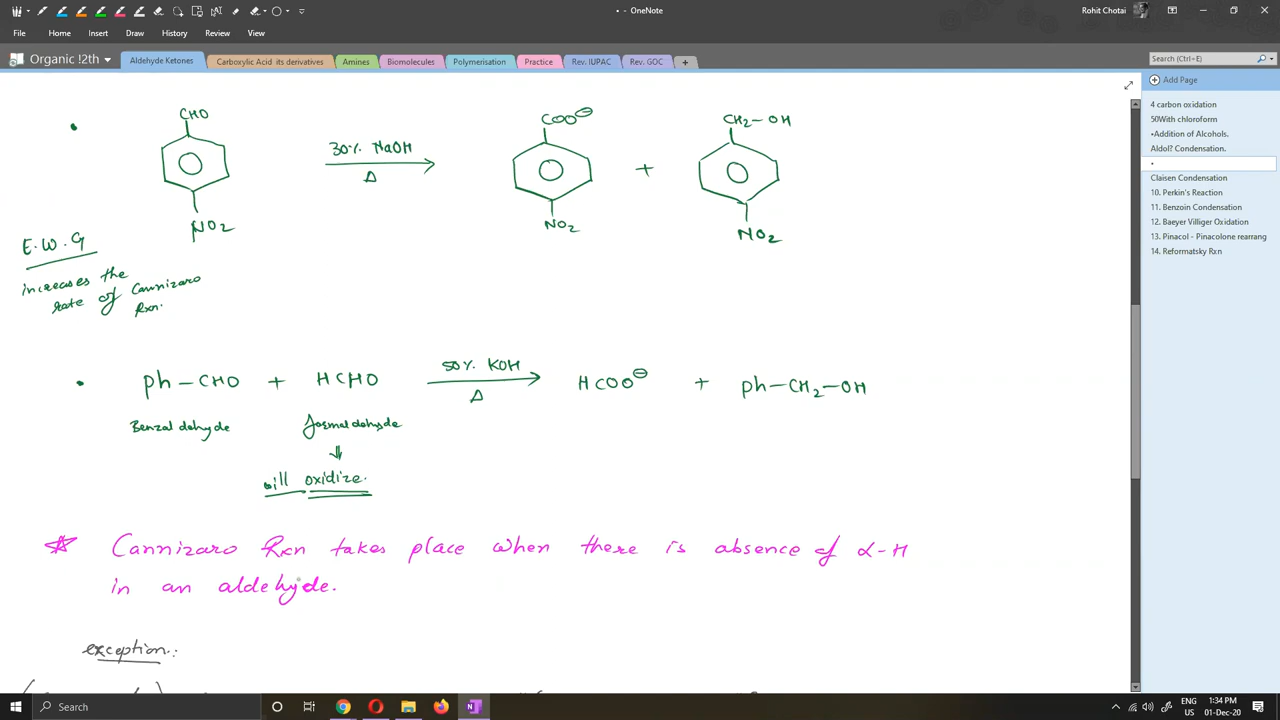 - OneNote
Rohit Chotai
File Home Insert Draw History Review View
Organic !2th
Aldehyde Ketones
Carboxylic Acid its derivatives
Amines
Biomolecules
Polymerisation
Practice
Rev. IUPAC
Rev. GOC
Search (Ctrl+E)
Add Page
4 carbon oxidation
50With chloroform
•Addition of Alcohols.
Aldol? Condensation.
•
Claisen Condensation
10. Perkin's Reaction
11. Benzoin Condensation
12. Baeyer Villiger Oxidation
13. Pinacol - Pinacolone rearrang
14. Reformatsky Rxn
• CHO
30% NaOH
Δ
COO⊖
+
CH2-OH
NO2
NO2
NO2
E.W.G
increases the
rate of Cannizaro
Rxn.
• ph-CHO + HCHO 50% KOH Δ HCOO⊖ + ph-CH2-OH
Benzaldehyde formaldehyde
will oxidize.
☆ Cannizaro Rxn takes place when there is absence of α-H
in an aldehyde.
exception:
Search
ENG
US
1:34 PM
01-Dec-20